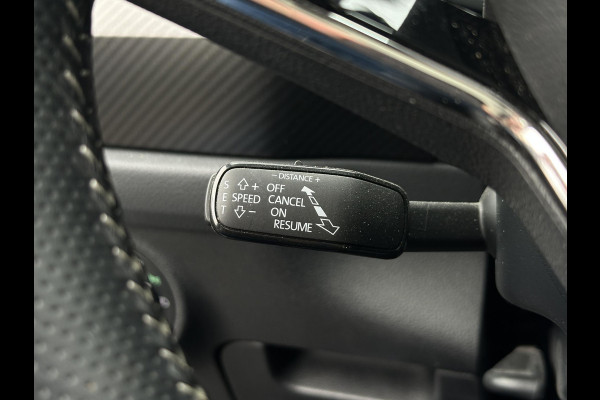 – DISTANCE +
S + OFF
E SPEED CANCEL
T – ON
RESUME